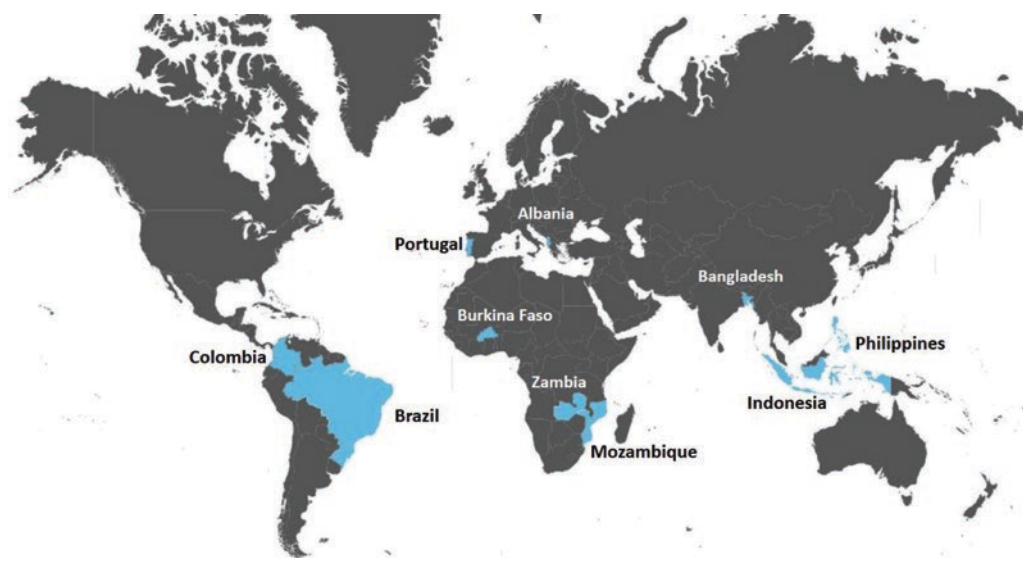 Albania
Portugal
Bangladesh
Burkina Faso
Philippines
Colombia
Zambia
Indonesia
Brazil
Mozambique